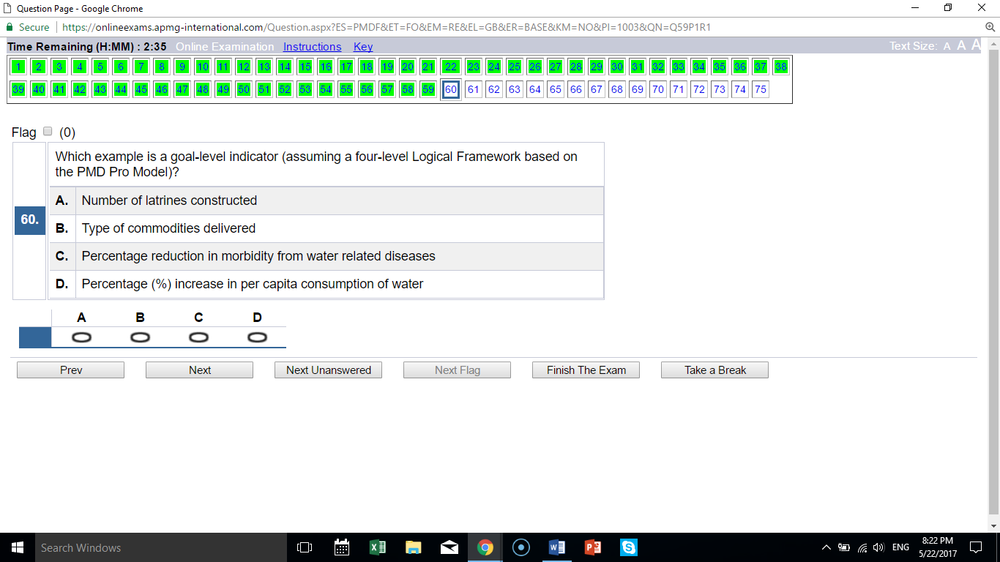 Question Page - Google Chrome
Secure https://onlineexams.apmg-international.com/Question.aspx?ES=PMDF&ET=FO&EM=RE&EL=GB&ER=BASE&KM=NO&PI=1003&QN=Q59P1R1
Time Remaining (H:MM) : 2:35 Online Examination Instructions Key Text Size: A A A
1 2 3 4 5 6 7 8 9 10 11 12 13 14 15 16 17 18 19 20 21 22 23 24 25 26 27 28 29 30 31 32 33 34 35 36 37 38
39 40 41 42 43 44 45 46 47 48 49 50 51 52 53 54 55 56 57 58 59 60 61 62 63 64 65 66 67 68 69 70 71 72 73 74 75
Flag (0)
Which example is a goal-level indicator (assuming a four-level Logical Framework based on
the PMD Pro Model)?
A. Number of latrines constructed
60.
B. Type of commodities delivered
C. Percentage reduction in morbidity from water related diseases
D. Percentage (%) increase in per capita consumption of water
A B C D
Prev Next Next Unanswered Next Flag Finish The Exam Take a Break
Search Windows
ENG
8:22 PM
5/22/2017